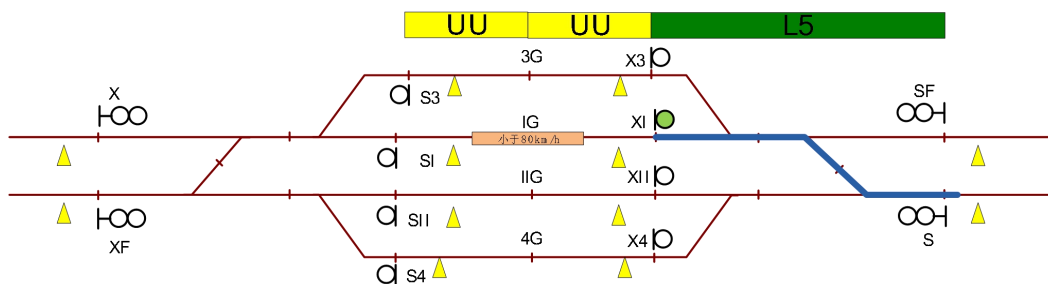 UU UU L5
3G X3
X S3 SF
IG XI
小于80km/h
SI
IIG XII
SII S
XF 4G X4
S4